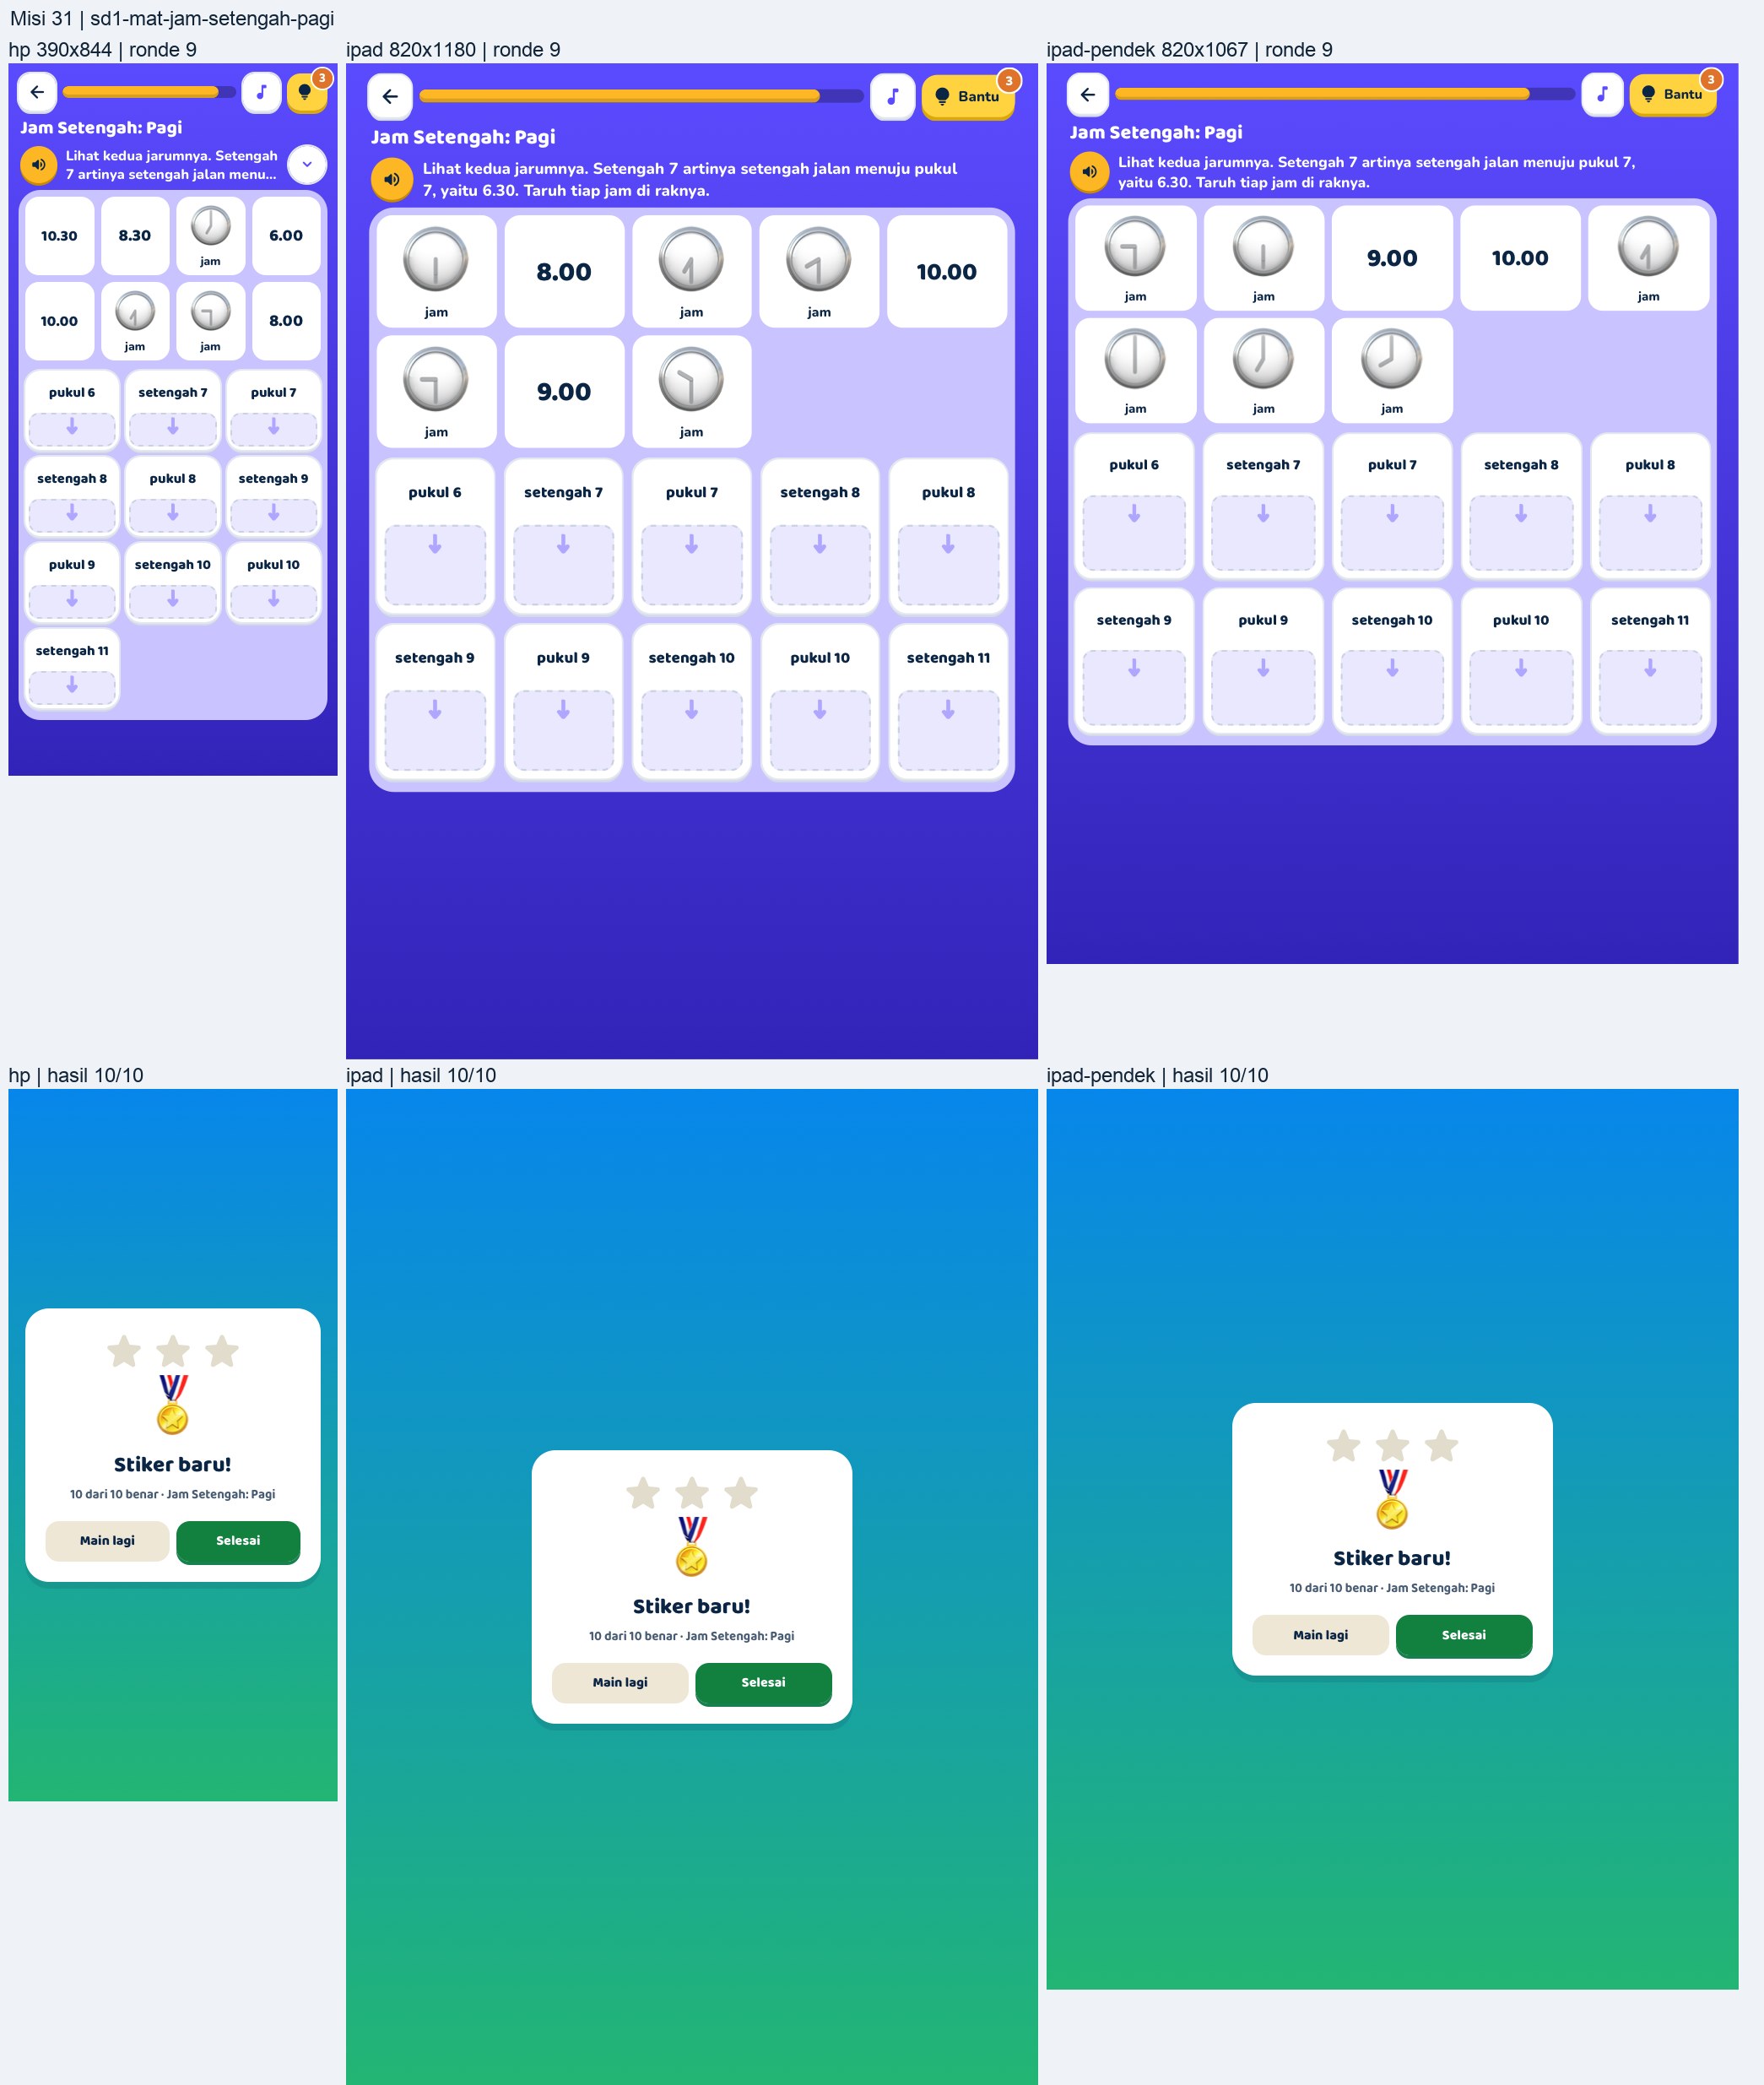 Misi 31 | sd1-mat-jam-setengah-pagi
hp 390x844 | ronde 9
3
Jam Setengah: Pagi
Lihat kedua jarumnya. Setengah
7 artinya setengah jalan menu...
10.30
8.30
jam
6.00
10.00
jam
jam
8.00
pukul 6
setengah 7
pukul 7
setengah 8
pukul 8
setengah 9
pukul 9
setengah 10
pukul 10
setengah 11
ipad 820x1180 | ronde 9
Bantu
3
Jam Setengah: Pagi
Lihat kedua jarumnya. Setengah 7 artinya setengah jalan menuju pukul
7, yaitu 6.30. Taruh tiap jam di raknya.
jam
8.00
jam
jam
10.00
jam
9.00
jam
pukul 6
setengah 7
pukul 7
setengah 8
pukul 8
setengah 9
pukul 9
setengah 10
pukul 10
setengah 11
ipad-pendek 820x1067 | ronde 9
Bantu
3
Jam Setengah: Pagi
Lihat kedua jarumnya. Setengah 7 artinya setengah jalan menuju pukul 7,
yaitu 6.30. Taruh tiap jam di raknya.
jam
jam
9.00
10.00
jam
jam
jam
jam
pukul 6
setengah 7
pukul 7
setengah 8
pukul 8
setengah 9
pukul 9
setengah 10
pukul 10
setengah 11
hp | hasil 10/10
Stiker baru!
10 dari 10 benar · Jam Setengah: Pagi
Main lagi
Selesai
ipad | hasil 10/10
Stiker baru!
10 dari 10 benar · Jam Setengah: Pagi
Main lagi
Selesai
ipad-pendek | hasil 10/10
Stiker baru!
10 dari 10 benar · Jam Setengah: Pagi
Main lagi
Selesai